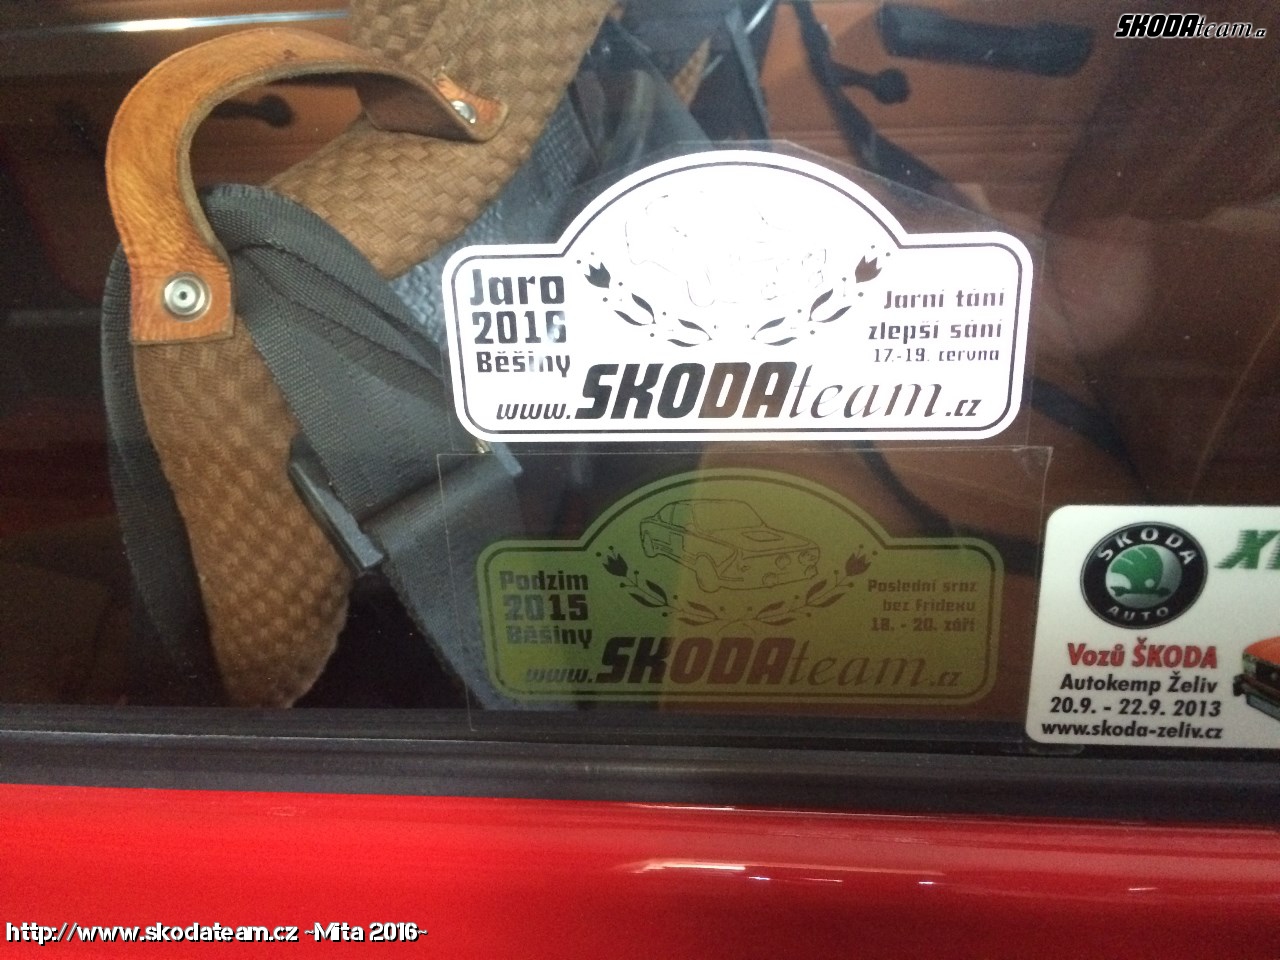 SKODAteam.cz
Jaro
2016
Běšiny
Jarní tání
zlepší sání
17.-19. června
www.SKODAteam.cz
Podzim
2015
Běšiny
Poslední sraz
bez Fridexu
18. - 20. září
www.SKODAteam.cz
SKODA
AUTO
Vozů ŠKODA
Autokemp Želiv
20.9. - 22.9. 2013
www.skoda-zeliv.cz
http://www.skodateam.cz ~Mita 2016~